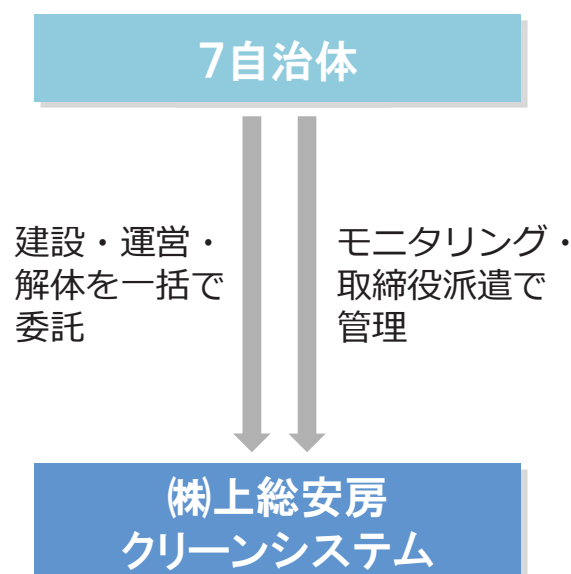 7自治体
建設・運営・
解体を一括で
委託
モニタリング・
取締役派遣で
管理
㈱上総安房
クリーンシステム